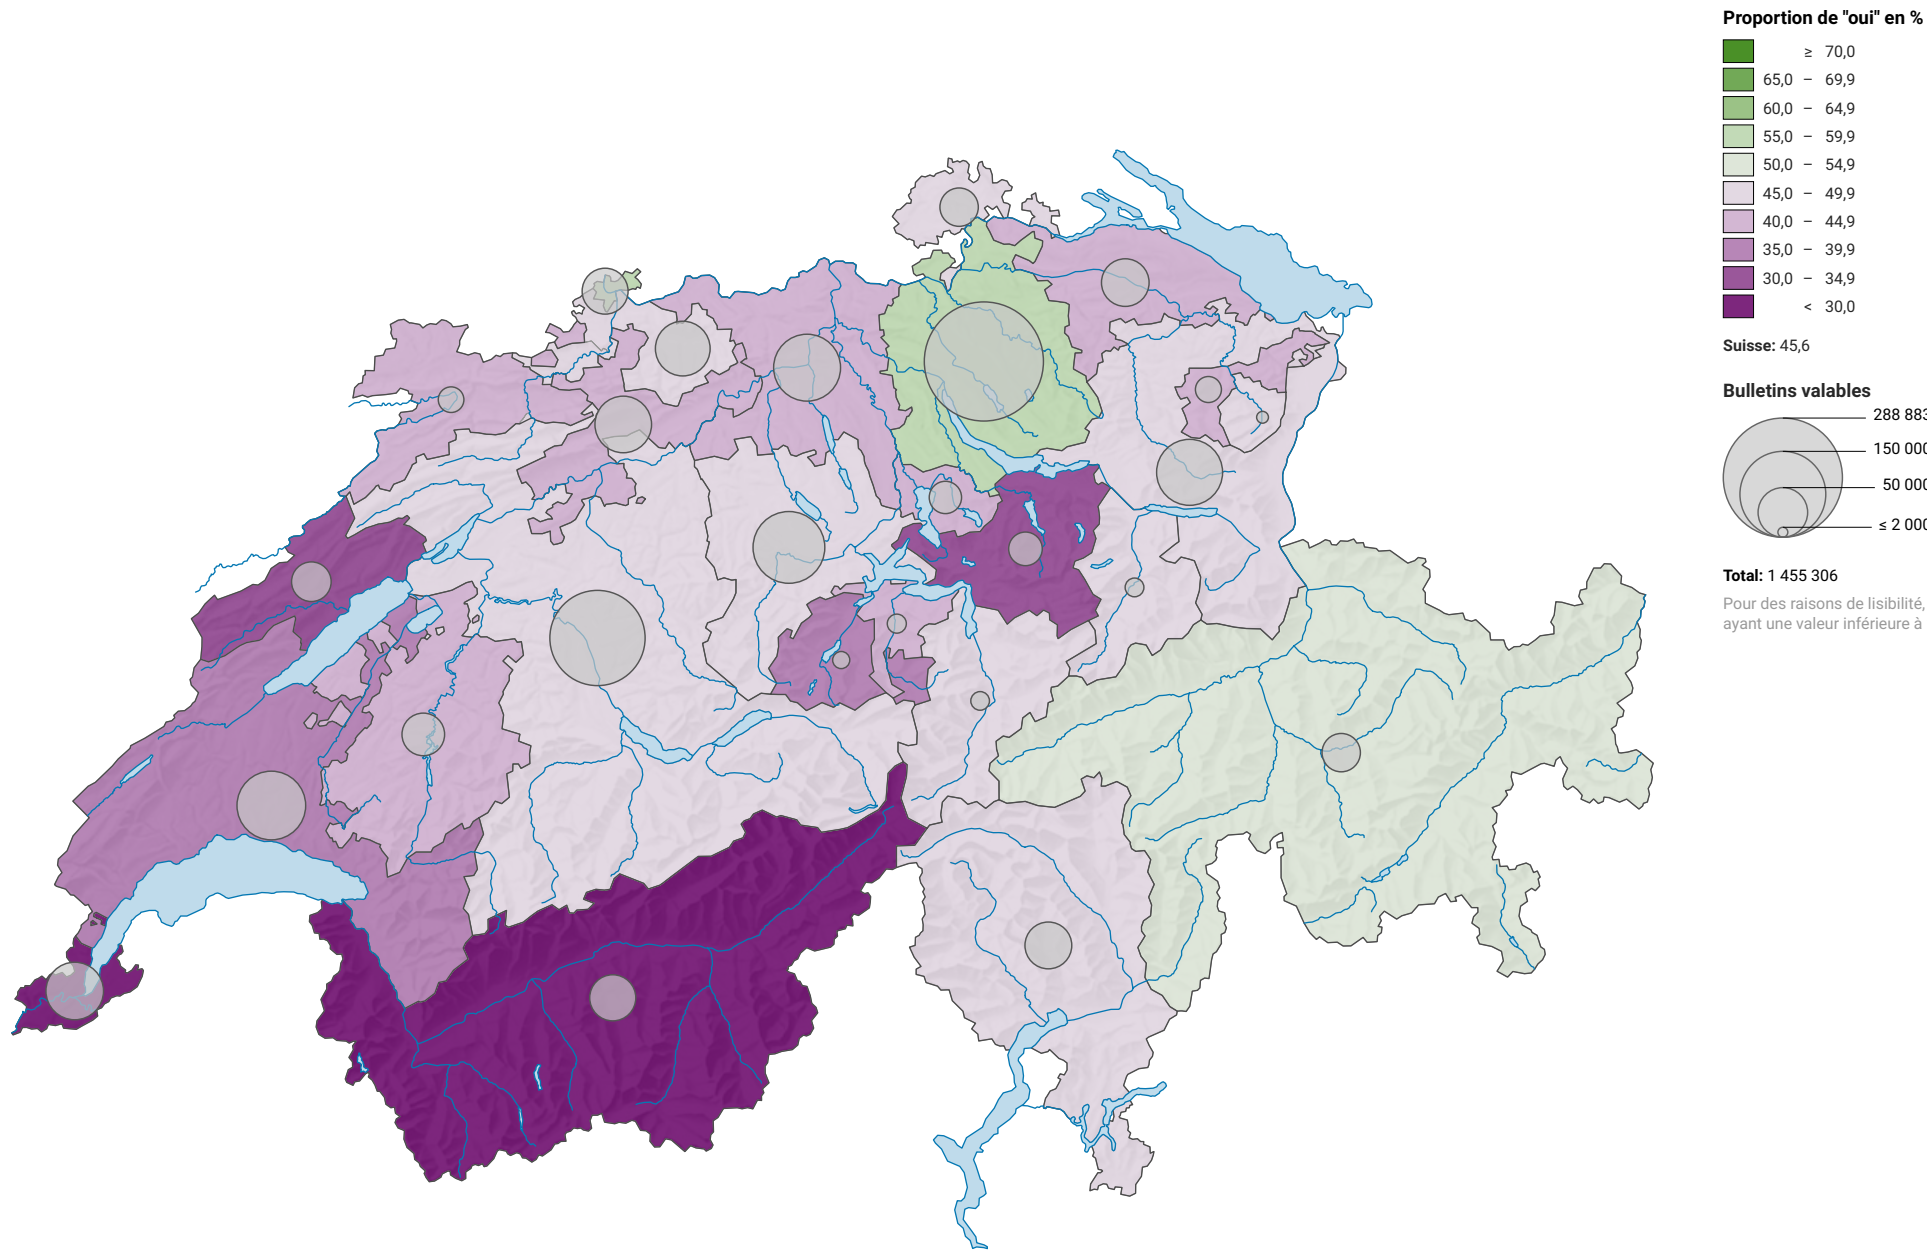 Proportion de "oui" en %
≥ 70,0
65,0 – 69,9
60,0 – 64,9
55,0 – 59,9
50,0 – 54,9
45,0 – 49,9
40,0 – 44,9
35,0 – 39,9
30,0 – 34,9
< 30,0
Suisse: 45,6
Bulletins valables
288 883
150 000
50 000
≤ 2 000
Total: 1 455 306
Pour des raisons de lisibilité,
ayant une valeur inférieure à